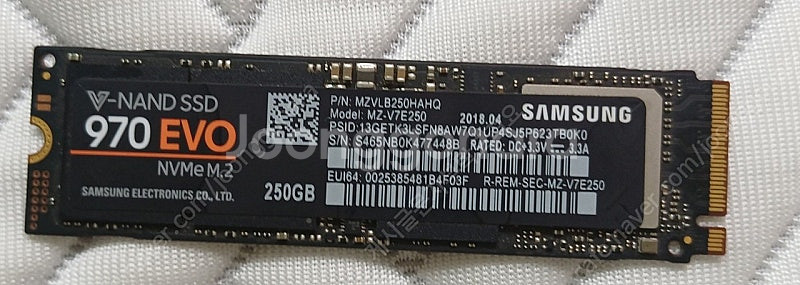 V-NAND SSD
970 EVO
NVMe M.2
SAMSUNG ELECTRONICS CO., LTD.
250GB
P/N: MZVLB250HAHQ
Model: MZ-V7E250
2018.04
SAMSUNG
PSID:13GETK3LSFN8AW7Q1UP4SJ5P623TB0K0
S/N: S465NB0K477448B
RATED: DC+3.3V 3.3A
EUI64: 0025385481B4F03F
R-REM-SEC-MZ-V7E250